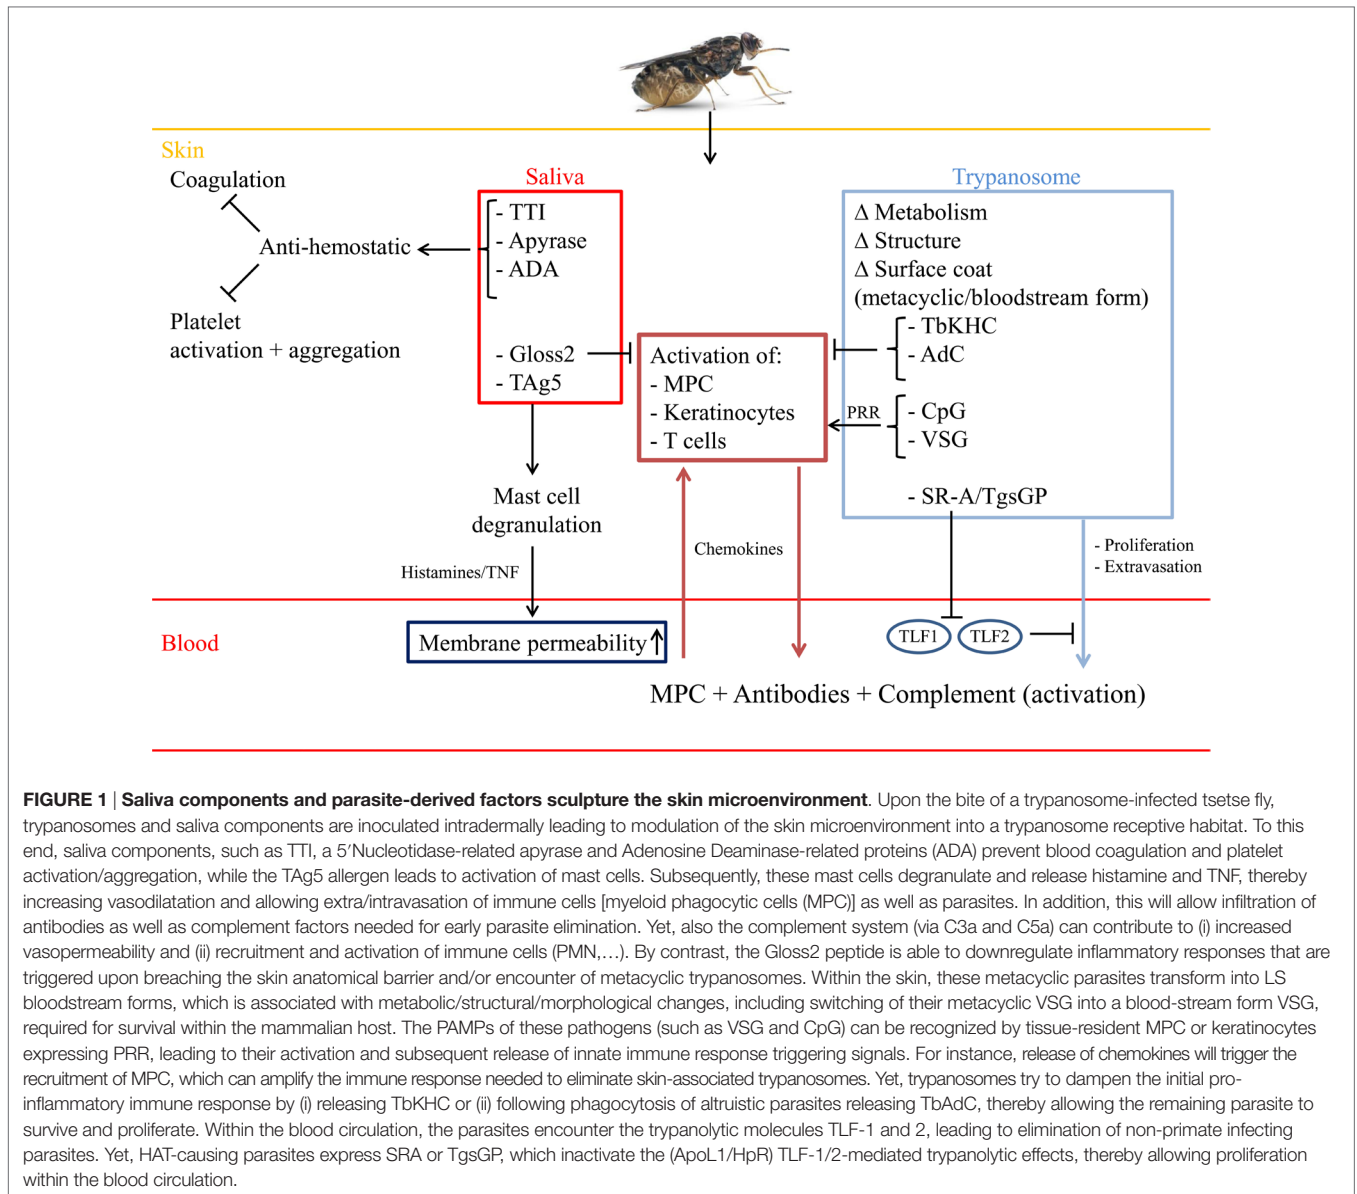 Skin
Coagulation
Anti-hemostatic
Platelet
activation + aggregation
Saliva
- TTI
- Apyrase
- ADA
- Gloss2
- TAg5
Mast cell
degranulation
Histamines/TNF
Membrane permeability↑
Activation of:
- MPC
- Keratinocytes
- T cells
Chemokines
Trypanosome
Δ Metabolism
Δ Structure
Δ Surface coat
(metacyclic/bloodstream form)
- TbKHC
- AdC
PRR
- CpG
- VSG
- SR-A/TgsGP
- Proliferation
- Extravasation
Blood
TLF1
TLF2
MPC + Antibodies + Complement (activation)
FIGURE 1 | Saliva components and parasite-derived factors sculpture the skin microenvironment. Upon the bite of a trypanosome-infected tsetse fly,
trypanosomes and saliva components are inoculated intradermally leading to modulation of the skin microenvironment into a trypanosome receptive habitat. To this
end, saliva components, such as TTI, a 5′Nucleotidase-related apyrase and Adenosine Deaminase-related proteins (ADA) prevent blood coagulation and platelet
activation/aggregation, while the TAg5 allergen leads to activation of mast cells. Subsequently, these mast cells degranulate and release histamine and TNF, thereby
increasing vasodilatation and allowing extra/intravasation of immune cells [myeloid phagocytic cells (MPC)] as well as parasites. In addition, this will allow infiltration of
antibodies as well as complement factors needed for early parasite elimination. Yet, also the complement system (via C3a and C5a) can contribute to (i) increased
vasopermeability and (ii) recruitment and activation of immune cells (PMN,…). By contrast, the Gloss2 peptide is able to downregulate inflammatory responses that are
triggered upon breaching the skin anatomical barrier and/or encounter of metacyclic trypanosomes. Within the skin, these metacyclic parasites transform into LS
bloodstream forms, which is associated with metabolic/structural/morphological changes, including switching of their metacyclic VSG into a blood-stream form VSG,
required for survival within the mammalian host. The PAMPs of these pathogens (such as VSG and CpG) can be recognized by tissue-resident MPC or keratinocytes
expressing PRR, leading to their activation and subsequent release of innate immune response triggering signals. For instance, release of chemokines will trigger the
recruitment of MPC, which can amplify the immune response needed to eliminate skin-associated trypanosomes. Yet, trypanosomes try to dampen the initial pro-
inflammatory immune response by (i) releasing TbKHC or (ii) following phagocytosis of altruistic parasites releasing TbAdC, thereby allowing the remaining parasite to
survive and proliferate. Within the blood circulation, the parasites encounter the trypanolytic molecules TLF-1 and 2, leading to elimination of non-primate infecting
parasites. Yet, HAT-causing parasites express SRA or TgsGP, which inactivate the (ApoL1/HpR) TLF-1/2-mediated trypanolytic effects, thereby allowing proliferation
within the blood circulation.